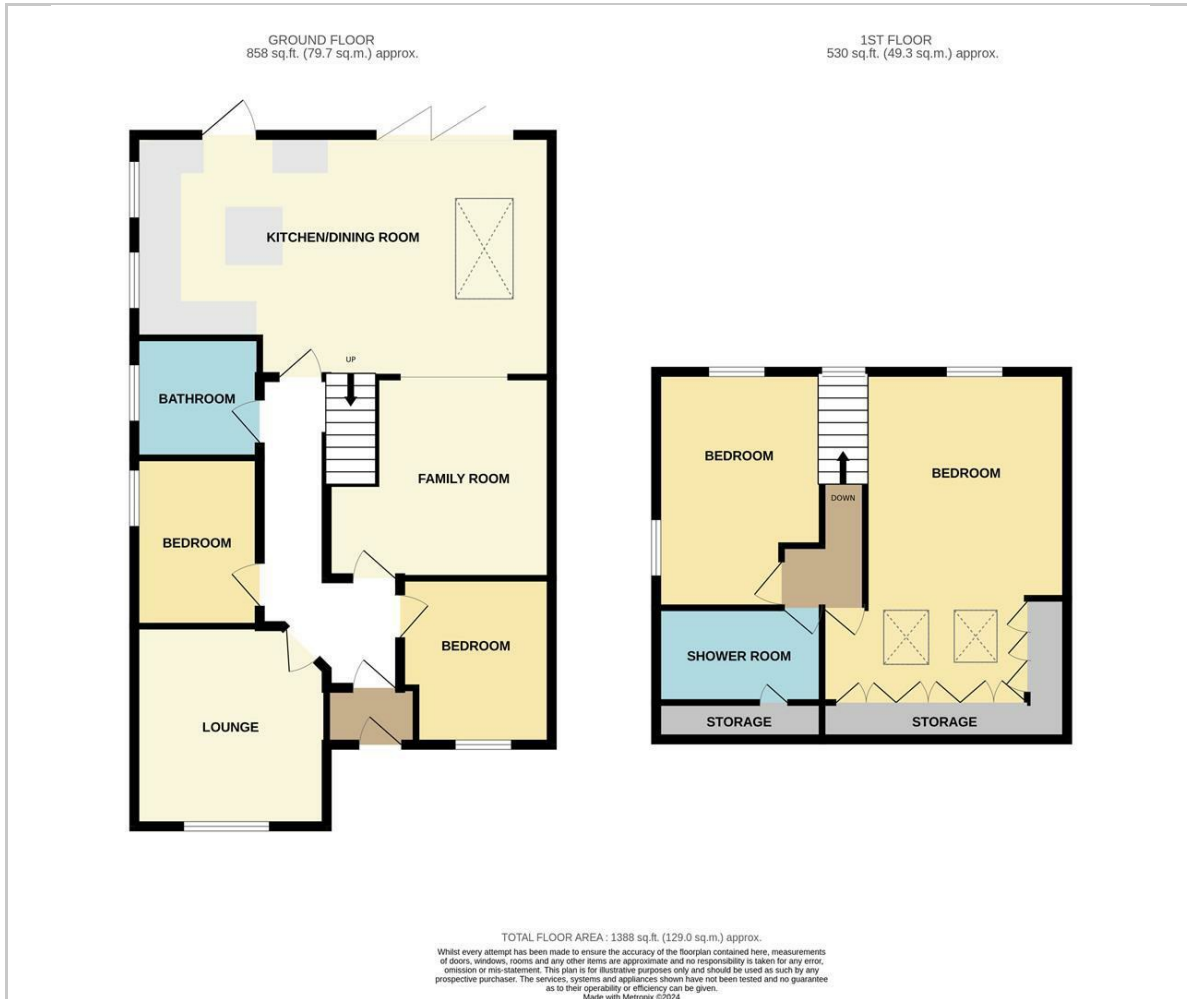 GROUND FLOOR
858 sq.ft. (79.7 sq.m.) approx.
1ST FLOOR
530 sq.ft. (49.3 sq.m.) approx.
KITCHEN/DINING ROOM
UP
BATHROOM
FAMILY ROOM
BEDROOM
BEDROOM
LOUNGE
BEDROOM
BEDROOM
DOWN
SHOWER ROOM
STORAGE
STORAGE
TOTAL FLOOR AREA : 1388 sq.ft. (129.0 sq.m.) approx.
Whilst every attempt has been made to ensure the accuracy of the floorplan contained here, measurements
of doors, windows, rooms and any other items are approximate and no responsibility is taken for any error,
omission or mis-statement. This plan is for illustrative purposes only and should be used as such by any
prospective purchaser. The services, systems and appliances shown have not been tested and no guarantee
as to their operability or efficiency can be given.
Made with Metropix ©2024